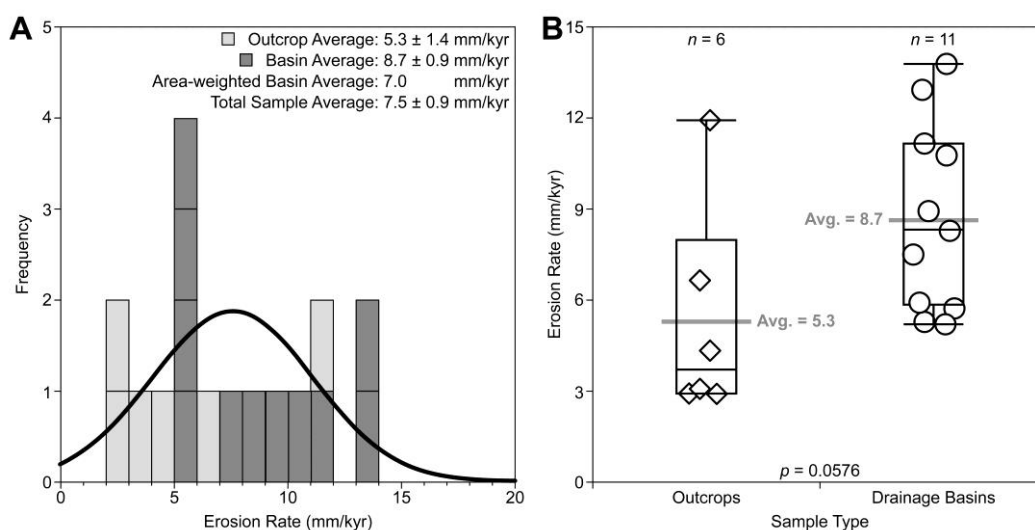 A
Outcrop Average: 5.3 ± 1.4 mm/kyr
Basin Average: 8.7 ± 0.9 mm/kyr
Area-weighted Basin Average: 7.0 mm/kyr
Total Sample Average: 7.5 ± 0.9 mm/kyr
5
4
3
2
1
0
Frequency
0 5 10 15 20
Erosion Rate (mm/kyr)
B
n = 6 n = 11
15
12
9
6
3
0
Erosion Rate (mm/kyr)
Avg. = 8.7
Avg. = 5.3
p = 0.0576
Outcrops Drainage Basins
Sample Type